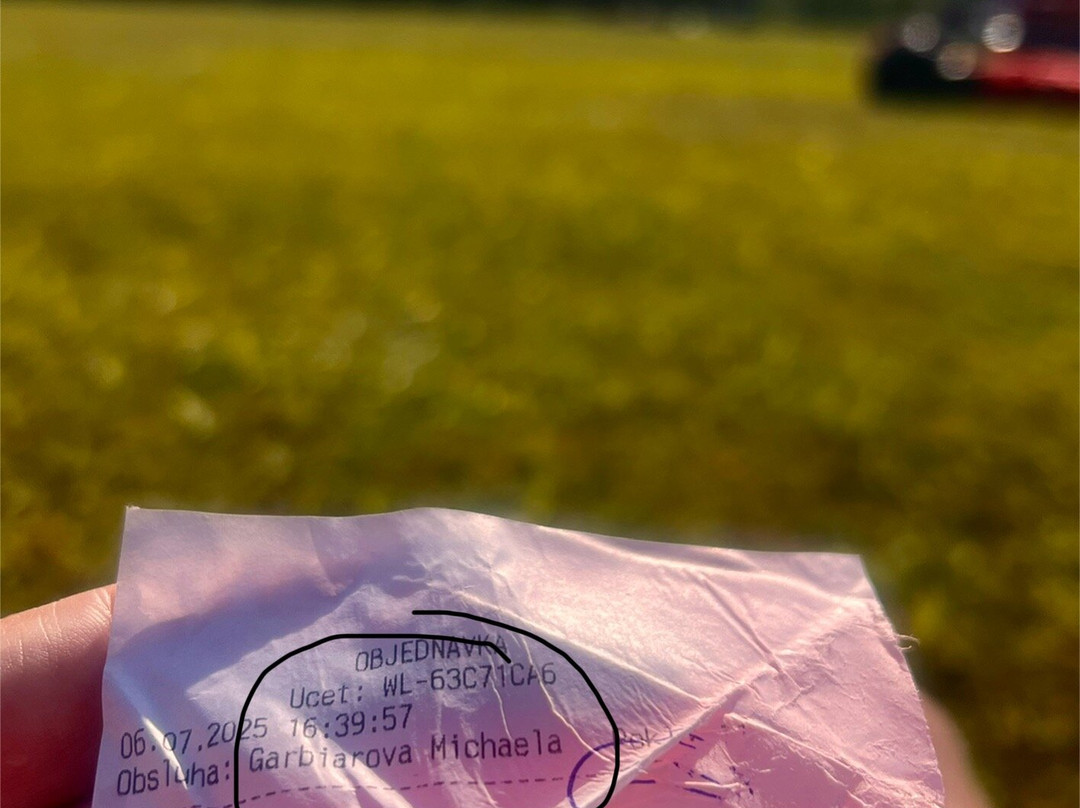 OBJEDNAVKA
Ucet: WL-63C71CA6
06.07.2025 16:39:57
Obsluha: Garbiarova Michaela